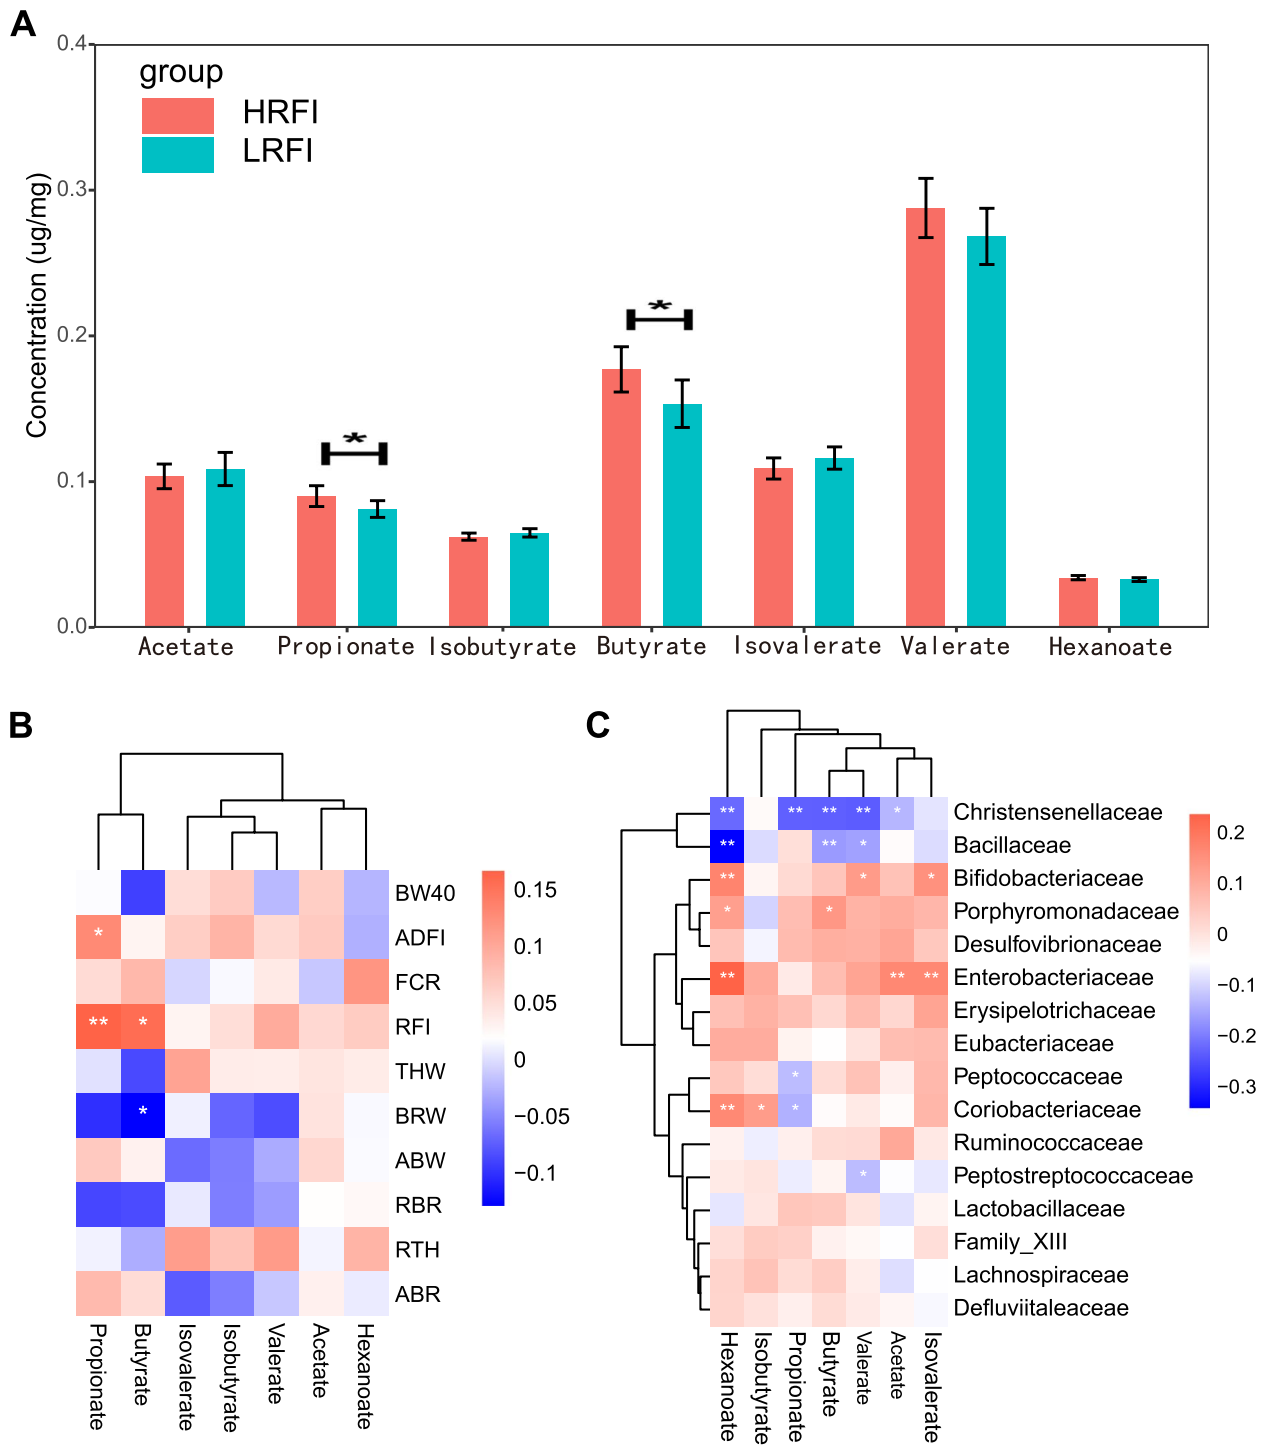 A
0.4
0.3
0.2
0.1
0.0
Concentration (ug/mg)
group
HRFI
LRFI
*
*
Acetate Propionate Isobutyrate Butyrate Isovalerate Valerate Hexanoate
B
BW40
* ADFI
FCR
** * RFI
THW
* BRW
ABW
RBR
RTH
ABR
Propionate
Butyrate
Isovalerate
Isobutyrate
Valerate
Acetate
Hexanoate
0.15
0.1
0.05
0
−0.05
−0.1
C
** ** ** ** * Christensenellaceae
** ** * Bacillaceae
** * * Bifidobacteriaceae
* * Porphyromonadaceae
Desulfovibrionaceae
** ** ** Enterobacteriaceae
Erysipelotrichaceae
Eubacteriaceae
* Peptococcaceae
** * * Coriobacteriaceae
Ruminococcaceae
* Peptostreptococcaceae
Lactobacillaceae
Family_XIII
Lachnospiraceae
Defluviitaleaceae
Hexanoate
Isobutyrate
Propionate
Butyrate
Valerate
Acetate
Isovalerate
0.2
0.1
0
−0.1
−0.2
−0.3